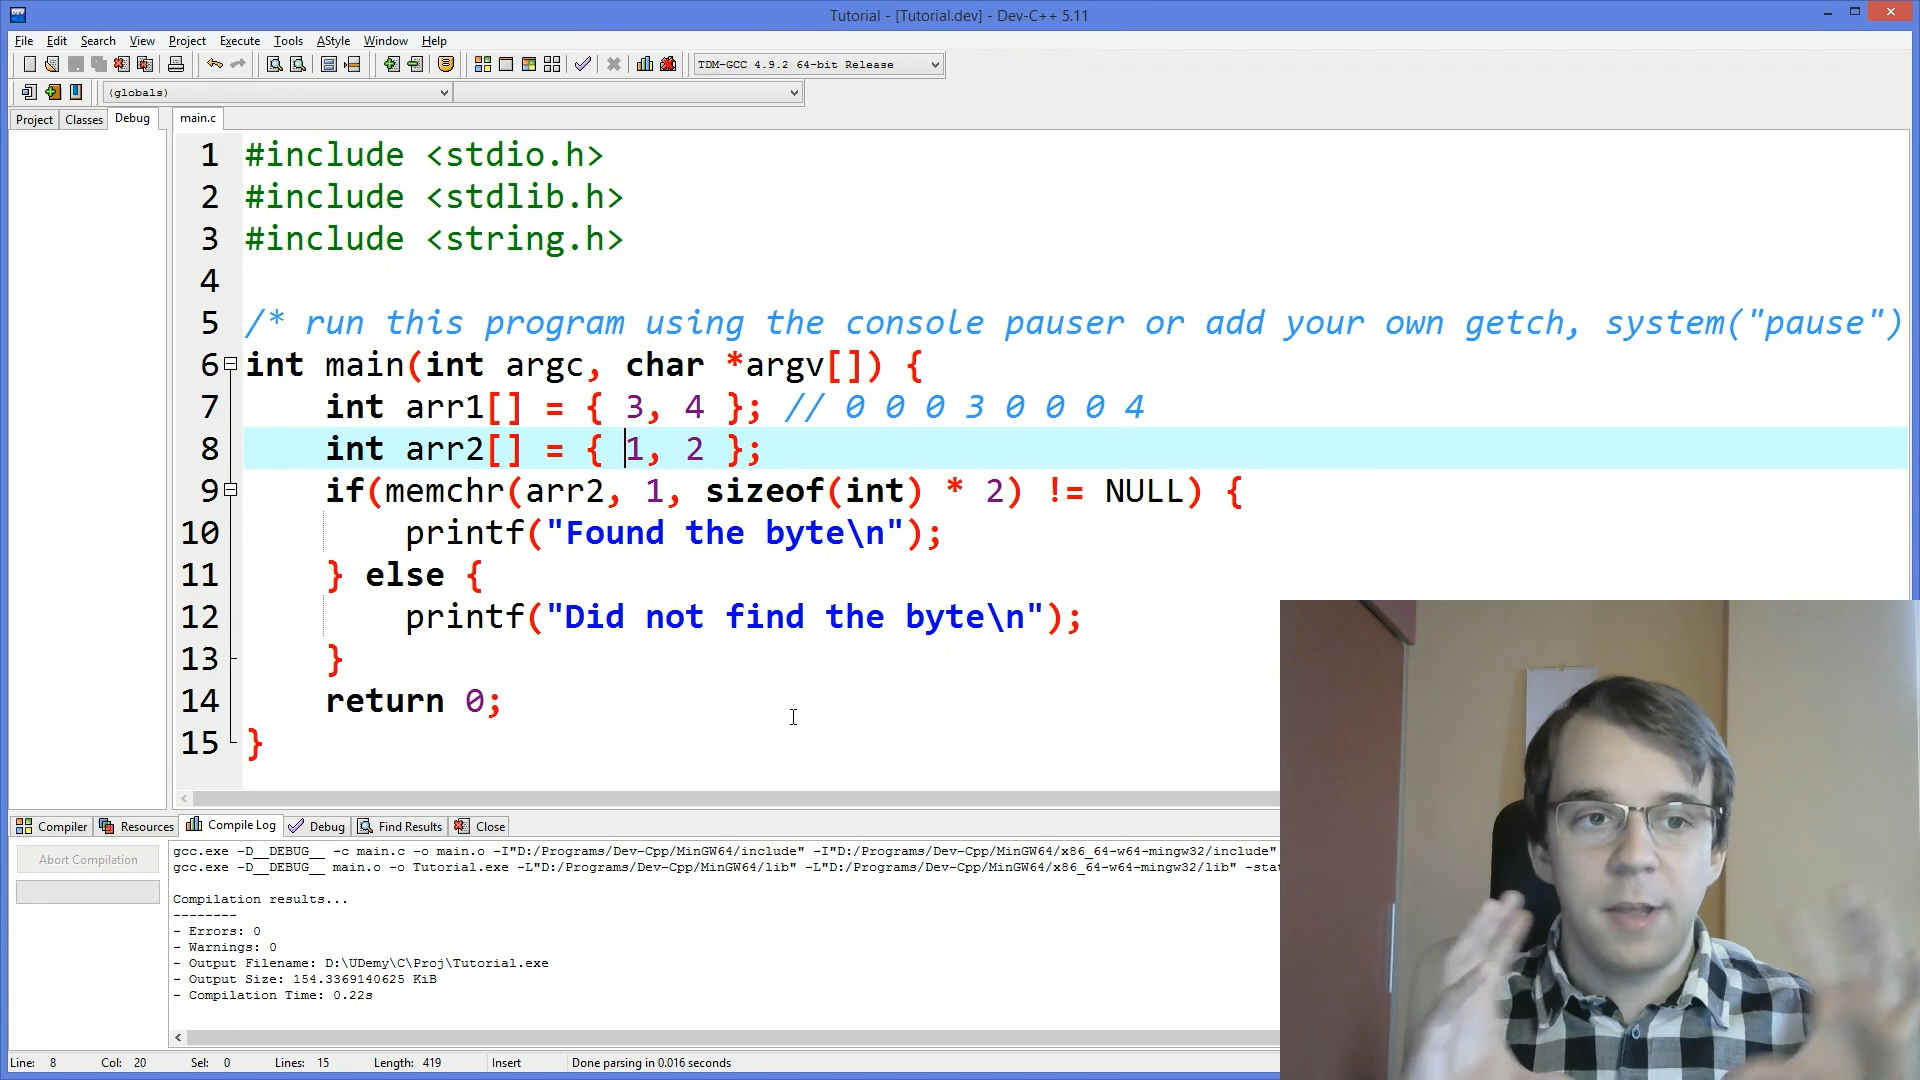 Tutorial - [Tutorial.dev] - Dev-C++ 5.11
File Edit Search View Project Execute Tools AStyle Window Help
TDM-GCC 4.9.2 64-bit Release
(globals)
Project Classes Debug main.c
1 #include <stdio.h>
2 #include <stdlib.h>
3 #include <string.h>
4
5 /* run this program using the console pauser or add your own getch, system("pause")
6 int main(int argc, char *argv[]) {
7 int arr1[] = { 3, 4 }; // 0 0 0 3 0 0 0 4
8 int arr2[] = { 1, 2 };
9 if(memchr(arr2, 1, sizeof(int) * 2) != NULL) {
10 printf("Found the byte\n");
11 } else {
12 printf("Did not find the byte\n");
13 }
14 return 0;
15 }
Compiler Resources Compile Log Debug Find Results Close
Abort Compilation
gcc.exe -D__DEBUG__ -c main.c -o main.o -I"D:/Programs/Dev-Cpp/MinGW64/include" -I"D:/Programs/Dev-Cpp/MinGW64/x86_64-w64-mingw32/include"
gcc.exe -D__DEBUG__ main.o -o Tutorial.exe -L"D:/Programs/Dev-Cpp/MinGW64/lib" -L"D:/Programs/Dev-Cpp/MinGW64/x86_64-w64-mingw32/lib" -stat
Compilation results...
--------
- Errors: 0
- Warnings: 0
- Output Filename: D:\UDemy\C\Proj\Tutorial.exe
- Output Size: 154.3369140625 KiB
- Compilation Time: 0.22s
Line: 8 Col: 20 Sel: 0 Lines: 15 Length: 419 Insert Done parsing in 0.016 seconds